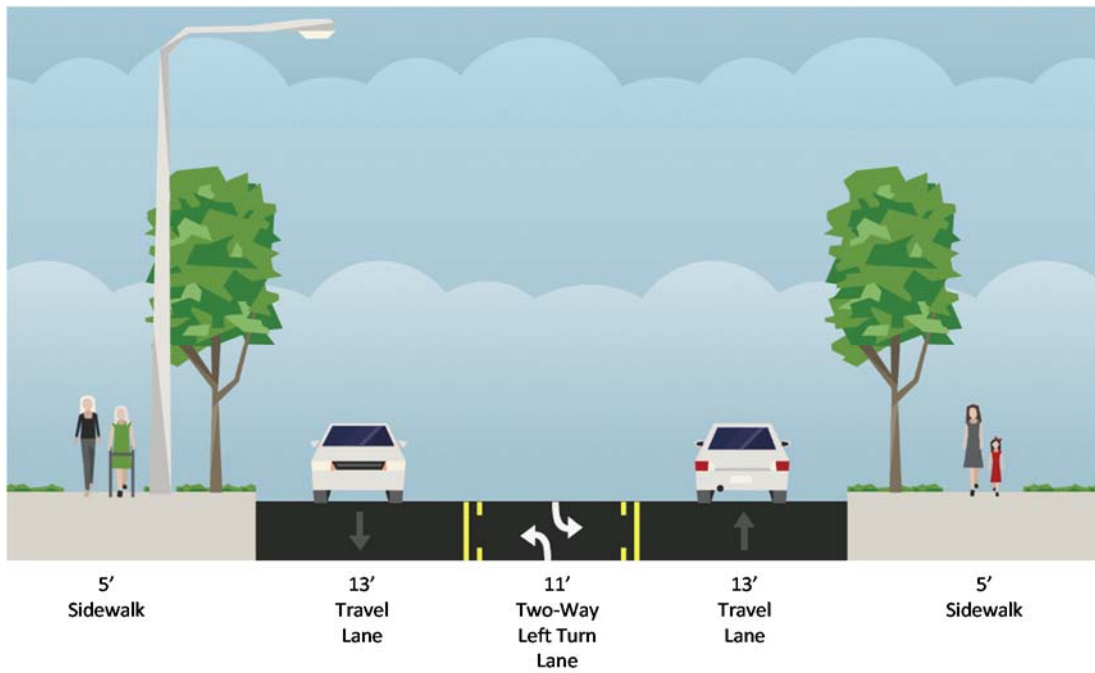 5′
Sidewalk
13′
Travel
Lane
11′
Two-Way
Left Turn
Lane
13′
Travel
Lane
5′
Sidewalk